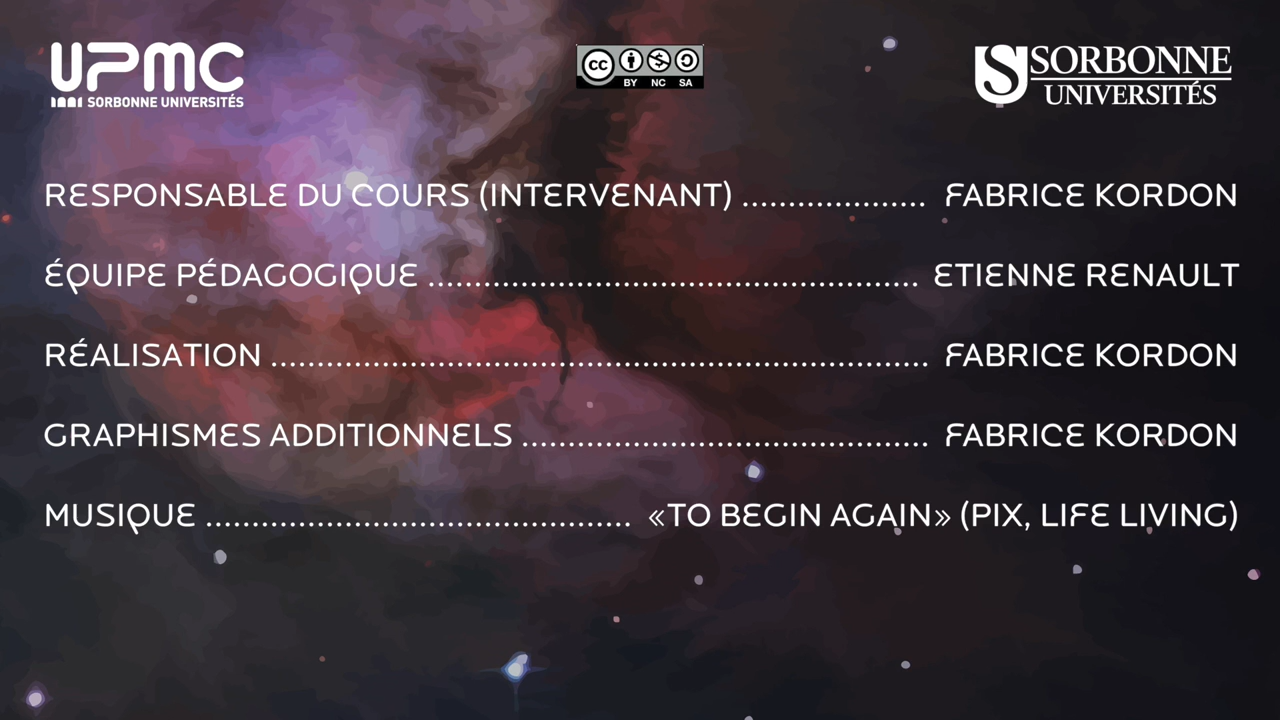 UPMC
SORBONNE UNIVERSITÉS
CC BY NC SA
SORBONNE
UNIVERSITÉS
RESPONSABLE DU COURS (INTERVENANT) .................... FABRICE KORDON
ÉQUIPE PÉDAGOGIQUE ..................................................... ETIENNE RENAULT
RÉALISATION ....................................................................... FABRICE KORDON
GRAPHISMES ADDITIONNELS ............................................ FABRICE KORDON
MUSIQUE .............................................. «TO BEGIN AGAIN» (PIX, LIFE LIVING)